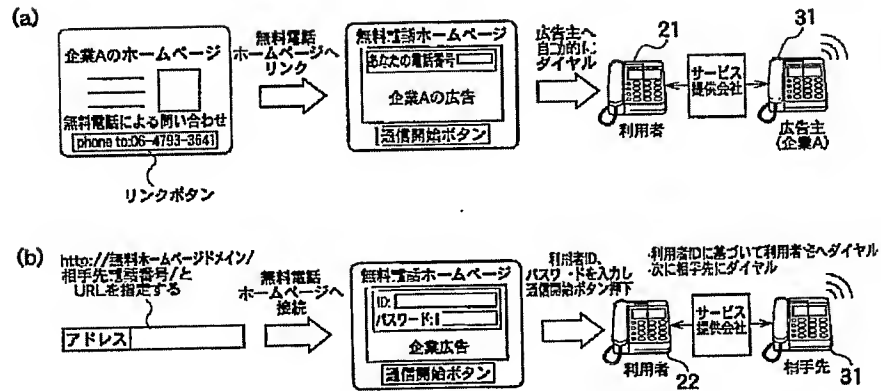 (a)
企業Aのホームページ
無料電話による問い合わせ
phone to:06-4793-3641
リンクボタン
無料電話
ホームページへ
リンク
無料電話ホームページ
あなたの電話番号
企業Aの広告
通信開始ボタン
広告主へ
自動的に
ダイヤル
21
利用者
サービス
提供会社
31
広告主
(企業A)
(b)
http://無料ホームページドメイン/
相手先電話番号/と
URLを指定する
アドレス
無料電話
ホームページへ
接続
無料電話ホームページ
ID:
パスワード:
企業広告
通信開始ボタン
利用者ID、
パスワードを入力し
通信開始ボタン押下
利用者IDに基づいて利用者宅へダイヤル
次に相手先にダイヤル
利用者
22
サービス
提供会社
相手先
31